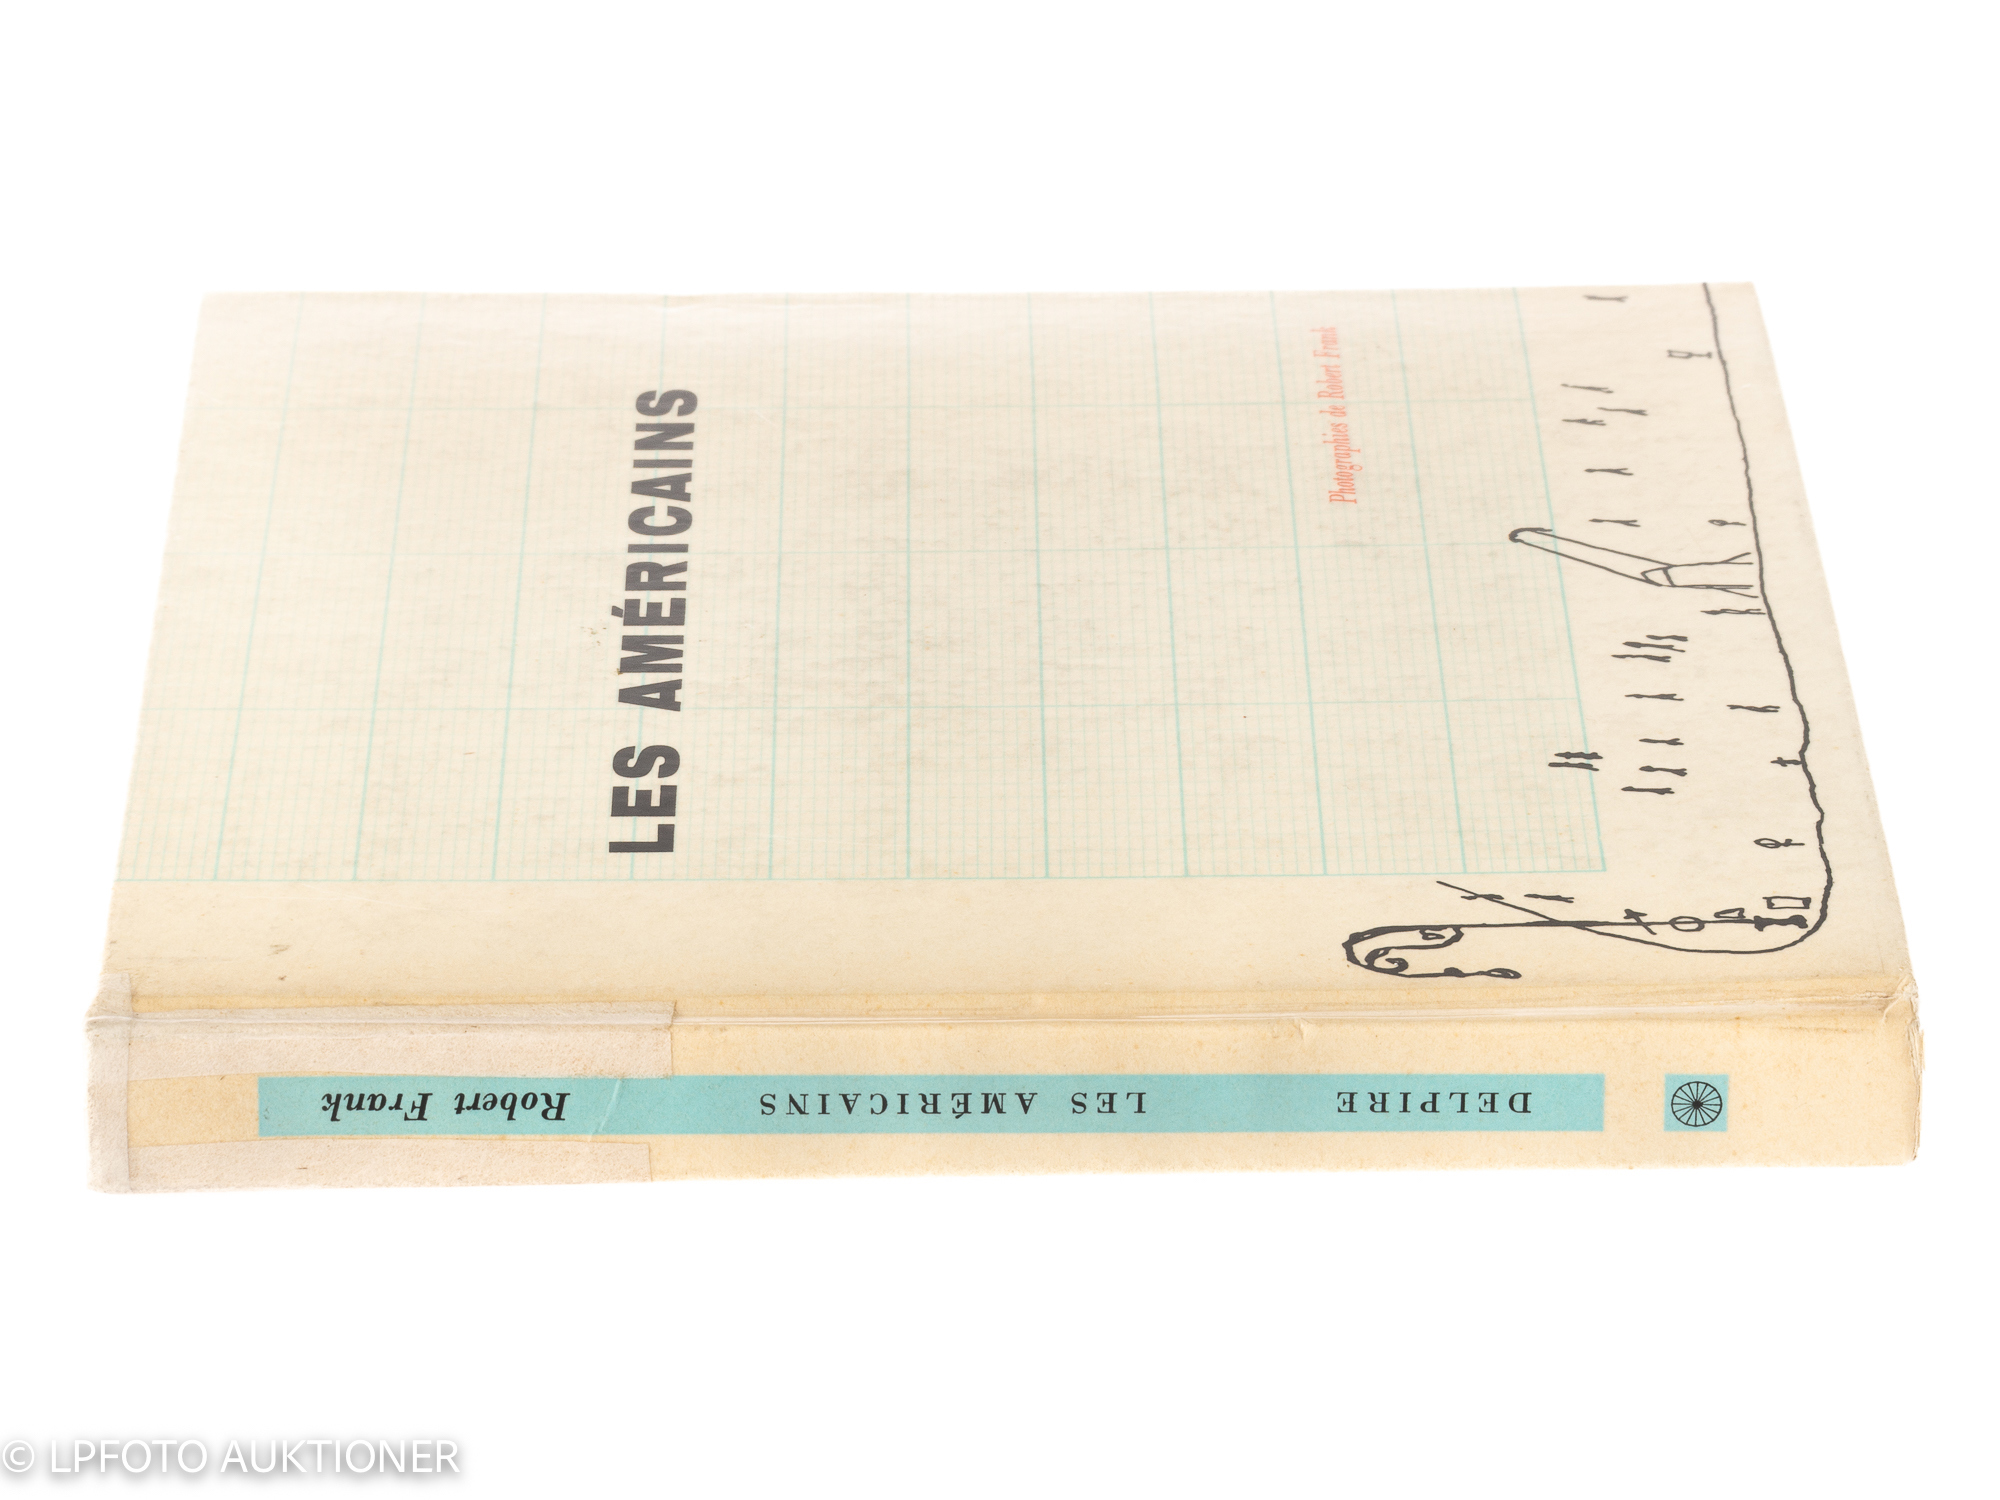 LES AMÉRICAINS
Photographies de Robert Frank
DELPIRE LES AMÉRICAINS Robert Frank
© LPFOTO AUKTIONER